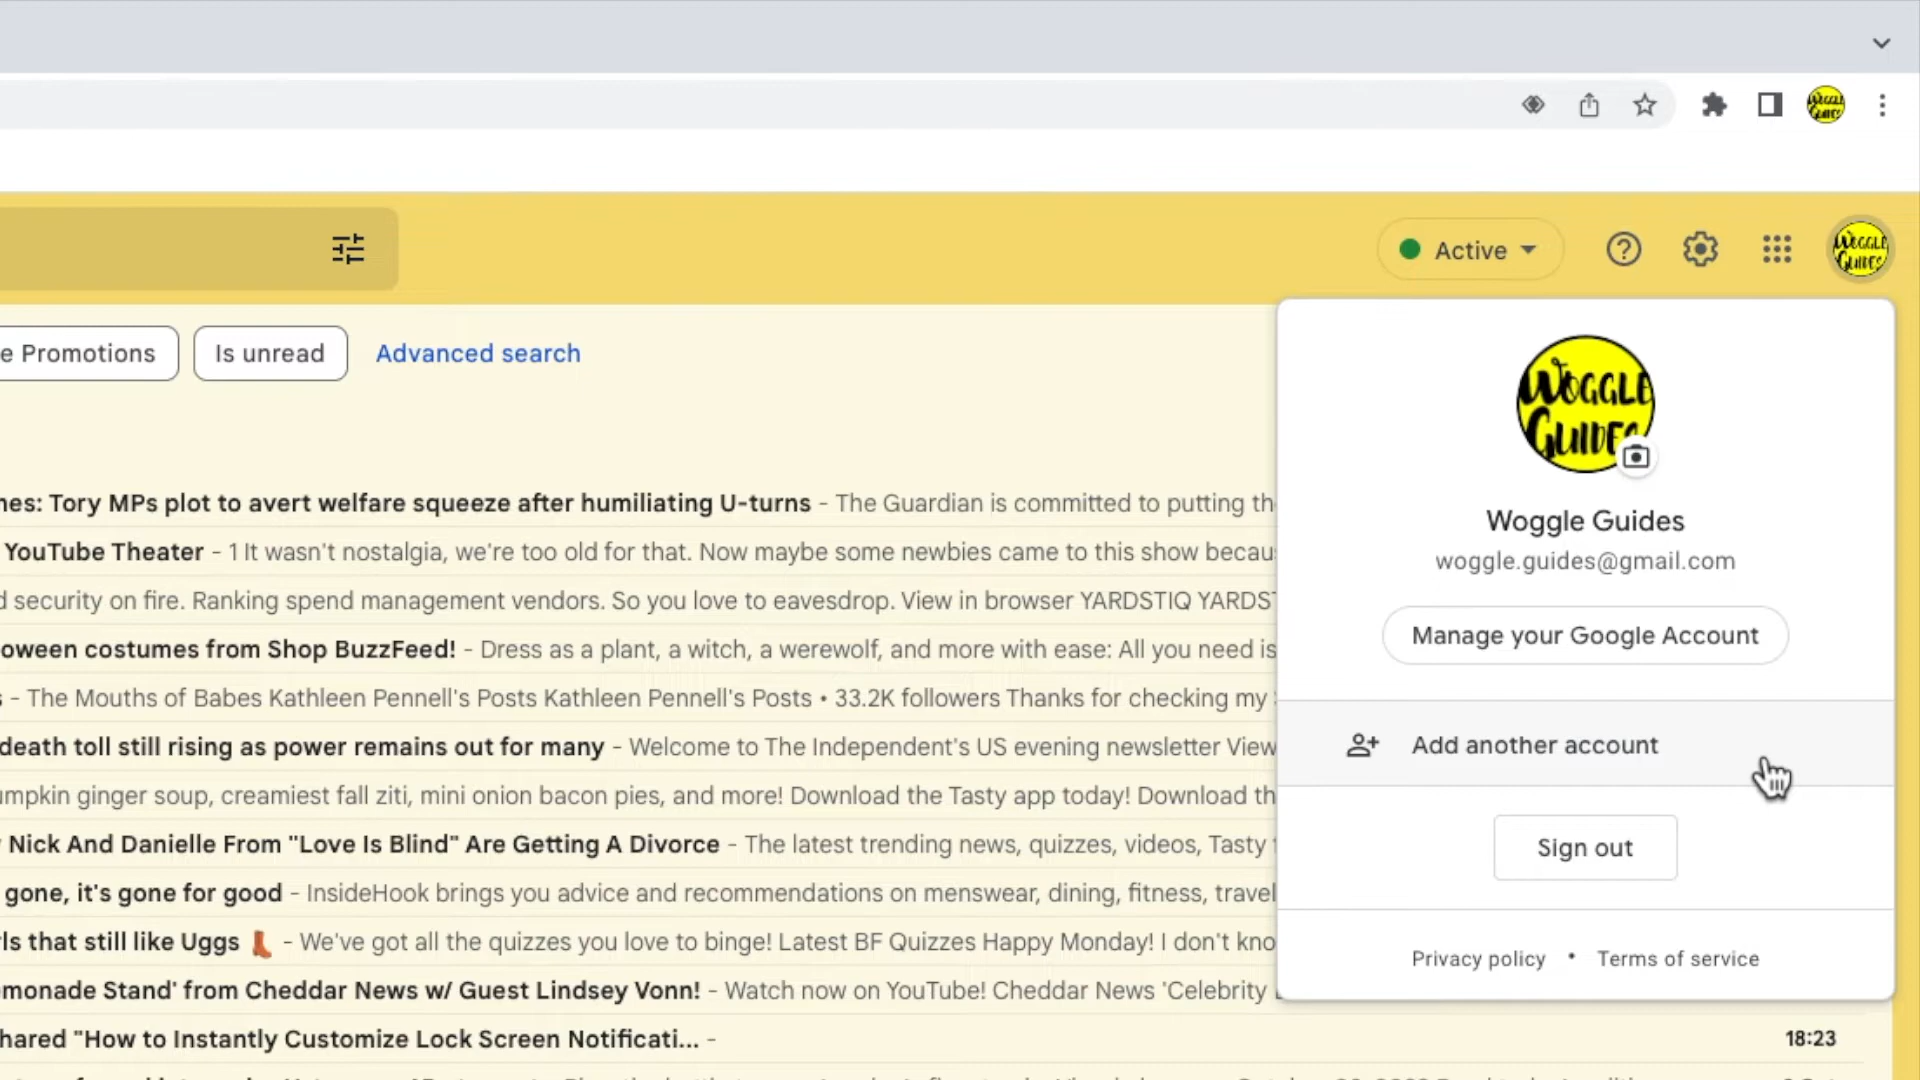 Woggle Guides
Active
Woggle Guides
e Promotions
Is unread
Advanced search
Woggle Guides
Woggle Guides
woggle.guides@gmail.com
Manage your Google Account
Add another account
Sign out
Privacy policy • Terms of service
nes: Tory MPs plot to avert welfare squeeze after humiliating U-turns - The Guardian is committed to putting th
YouTube Theater - 1 It wasn't nostalgia, we're too old for that. Now maybe some newbies came to this show becau
d security on fire. Ranking spend management vendors. So you love to eavesdrop. View in browser YARDSTIQ YARDST
oween costumes from Shop BuzzFeed! - Dress as a plant, a witch, a werewolf, and more with ease: All you need is
s - The Mouths of Babes Kathleen Pennell's Posts Kathleen Pennell's Posts • 33.2K followers Thanks for checking my
death toll still rising as power remains out for many - Welcome to The Independent's US evening newsletter View
umpkin ginger soup, creamiest fall ziti, mini onion bacon pies, and more! Download the Tasty app today! Download th
Nick And Danielle From "Love Is Blind" Are Getting A Divorce - The latest trending news, quizzes, videos, Tasty
gone, it's gone for good - InsideHook brings you advice and recommendations on menswear, dining, fitness, travel
ls that still like Uggs 👢 - We've got all the quizzes you love to binge! Latest BF Quizzes Happy Monday! I don't kno
monade Stand' from Cheddar News w/ Guest Lindsey Vonn! - Watch now on YouTube! Cheddar News 'Celebrity
hared "How to Instantly Customize Lock Screen Notificati... -
18:23